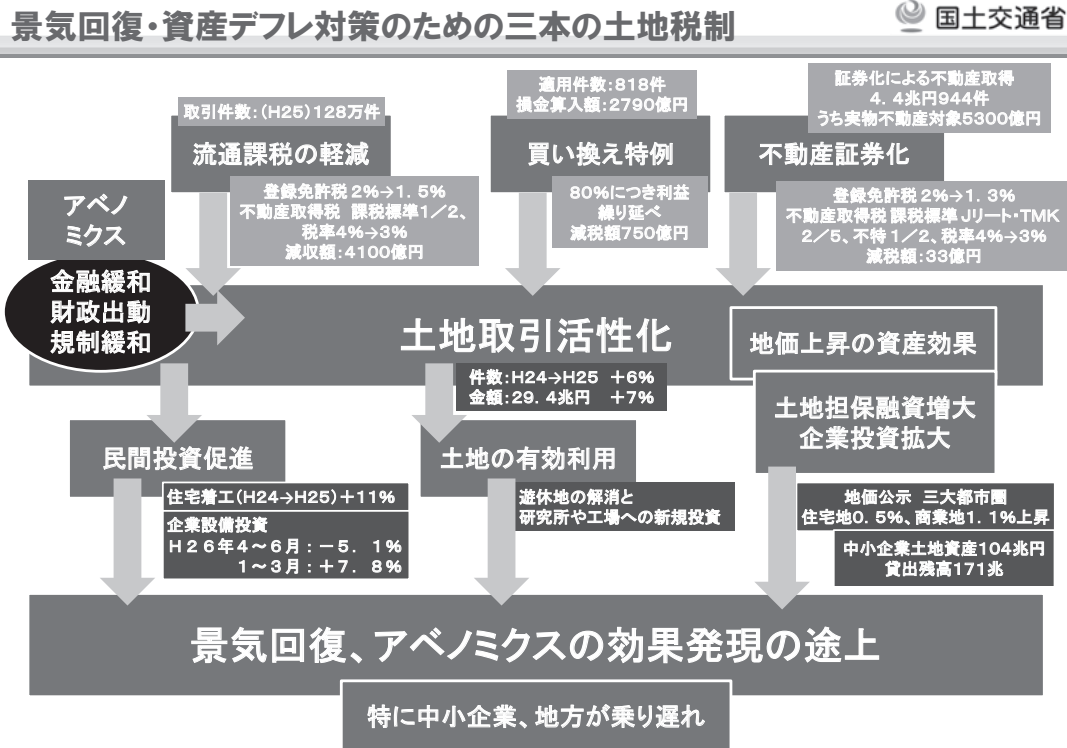 景気回復・資産デフレ対策のための三本の土地税制
国土交通省
取引件数：（H25）128万件
流通課税の軽減
登録免許税 2%→1．5%
不動産取得税 課税標準1／2、
税率4%→3%
減収額：4100億円
適用件数：818件
損金算入額：2790億円
買い換え特例
80%につき利益
繰り延べ
減税額750億円
証券化による不動産取得
4．4兆円944件
うち実物不動産対象5300億円
不動産証券化
登録免許税 2%→1．3%
不動産取得税 課税標準 Jリート・TMK
2／5、不特 1／2、税率4%→3%
減税額：33億円
アベノ
ミクス
金融緩和
財政出動
規制緩和
土地取引活性化
件数：H24→H25 ＋6%
金額：29．4兆円 ＋7%
地価上昇の資産効果
土地担保融資増大
企業投資拡大
民間投資促進
住宅着工（H24→H25）＋11%
企業設備投資
Ｈ２６年４～６月：－５．１％
１～３月：＋７．８％
土地の有効利用
遊休地の解消と
研究所や工場への新規投資
地価公示 三大都市圏
住宅地0．5%、商業地1．1%上昇
中小企業土地資産104兆円
貸出残高171兆
景気回復、アベノミクスの効果発現の途上
特に中小企業、地方が乗り遅れ